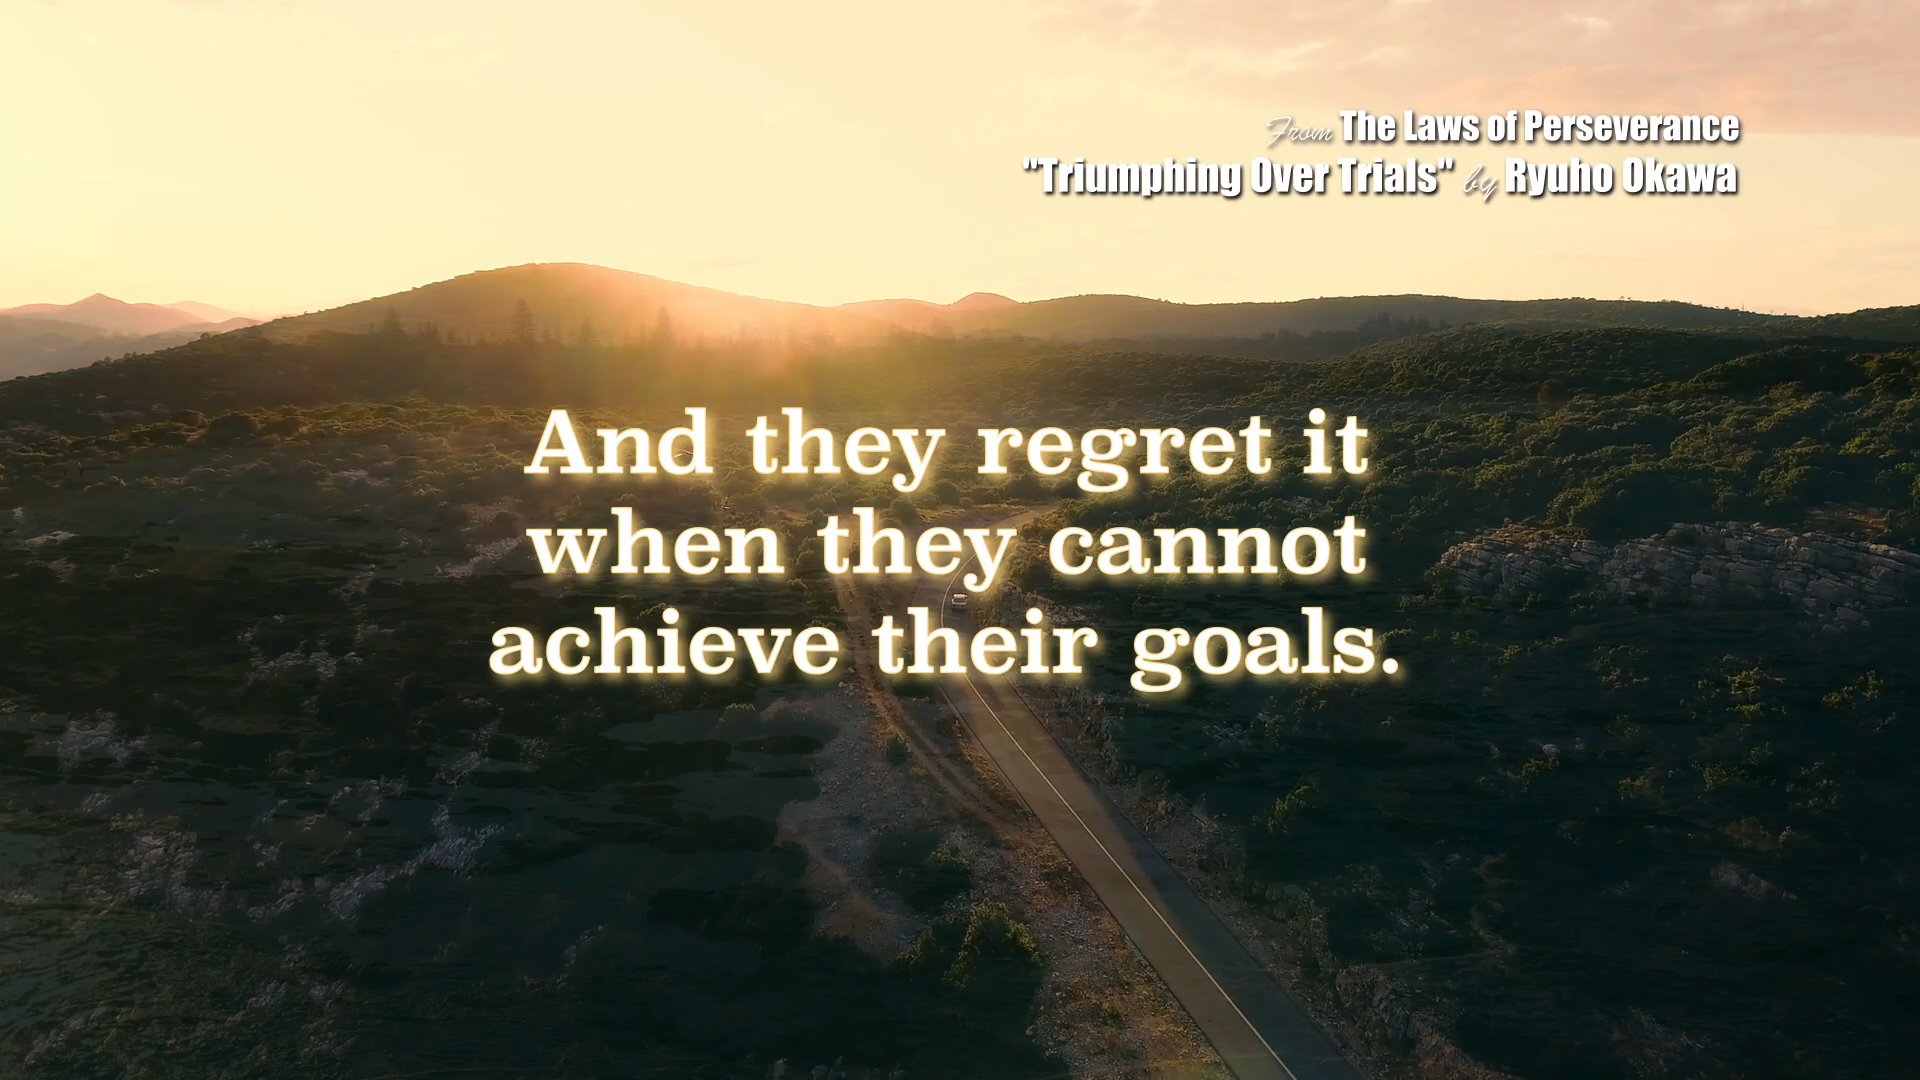 From The Laws of Perseverance
"Triumphing Over Trials" by Ryuho Okawa
And they regret it
when they cannot
achieve their goals.